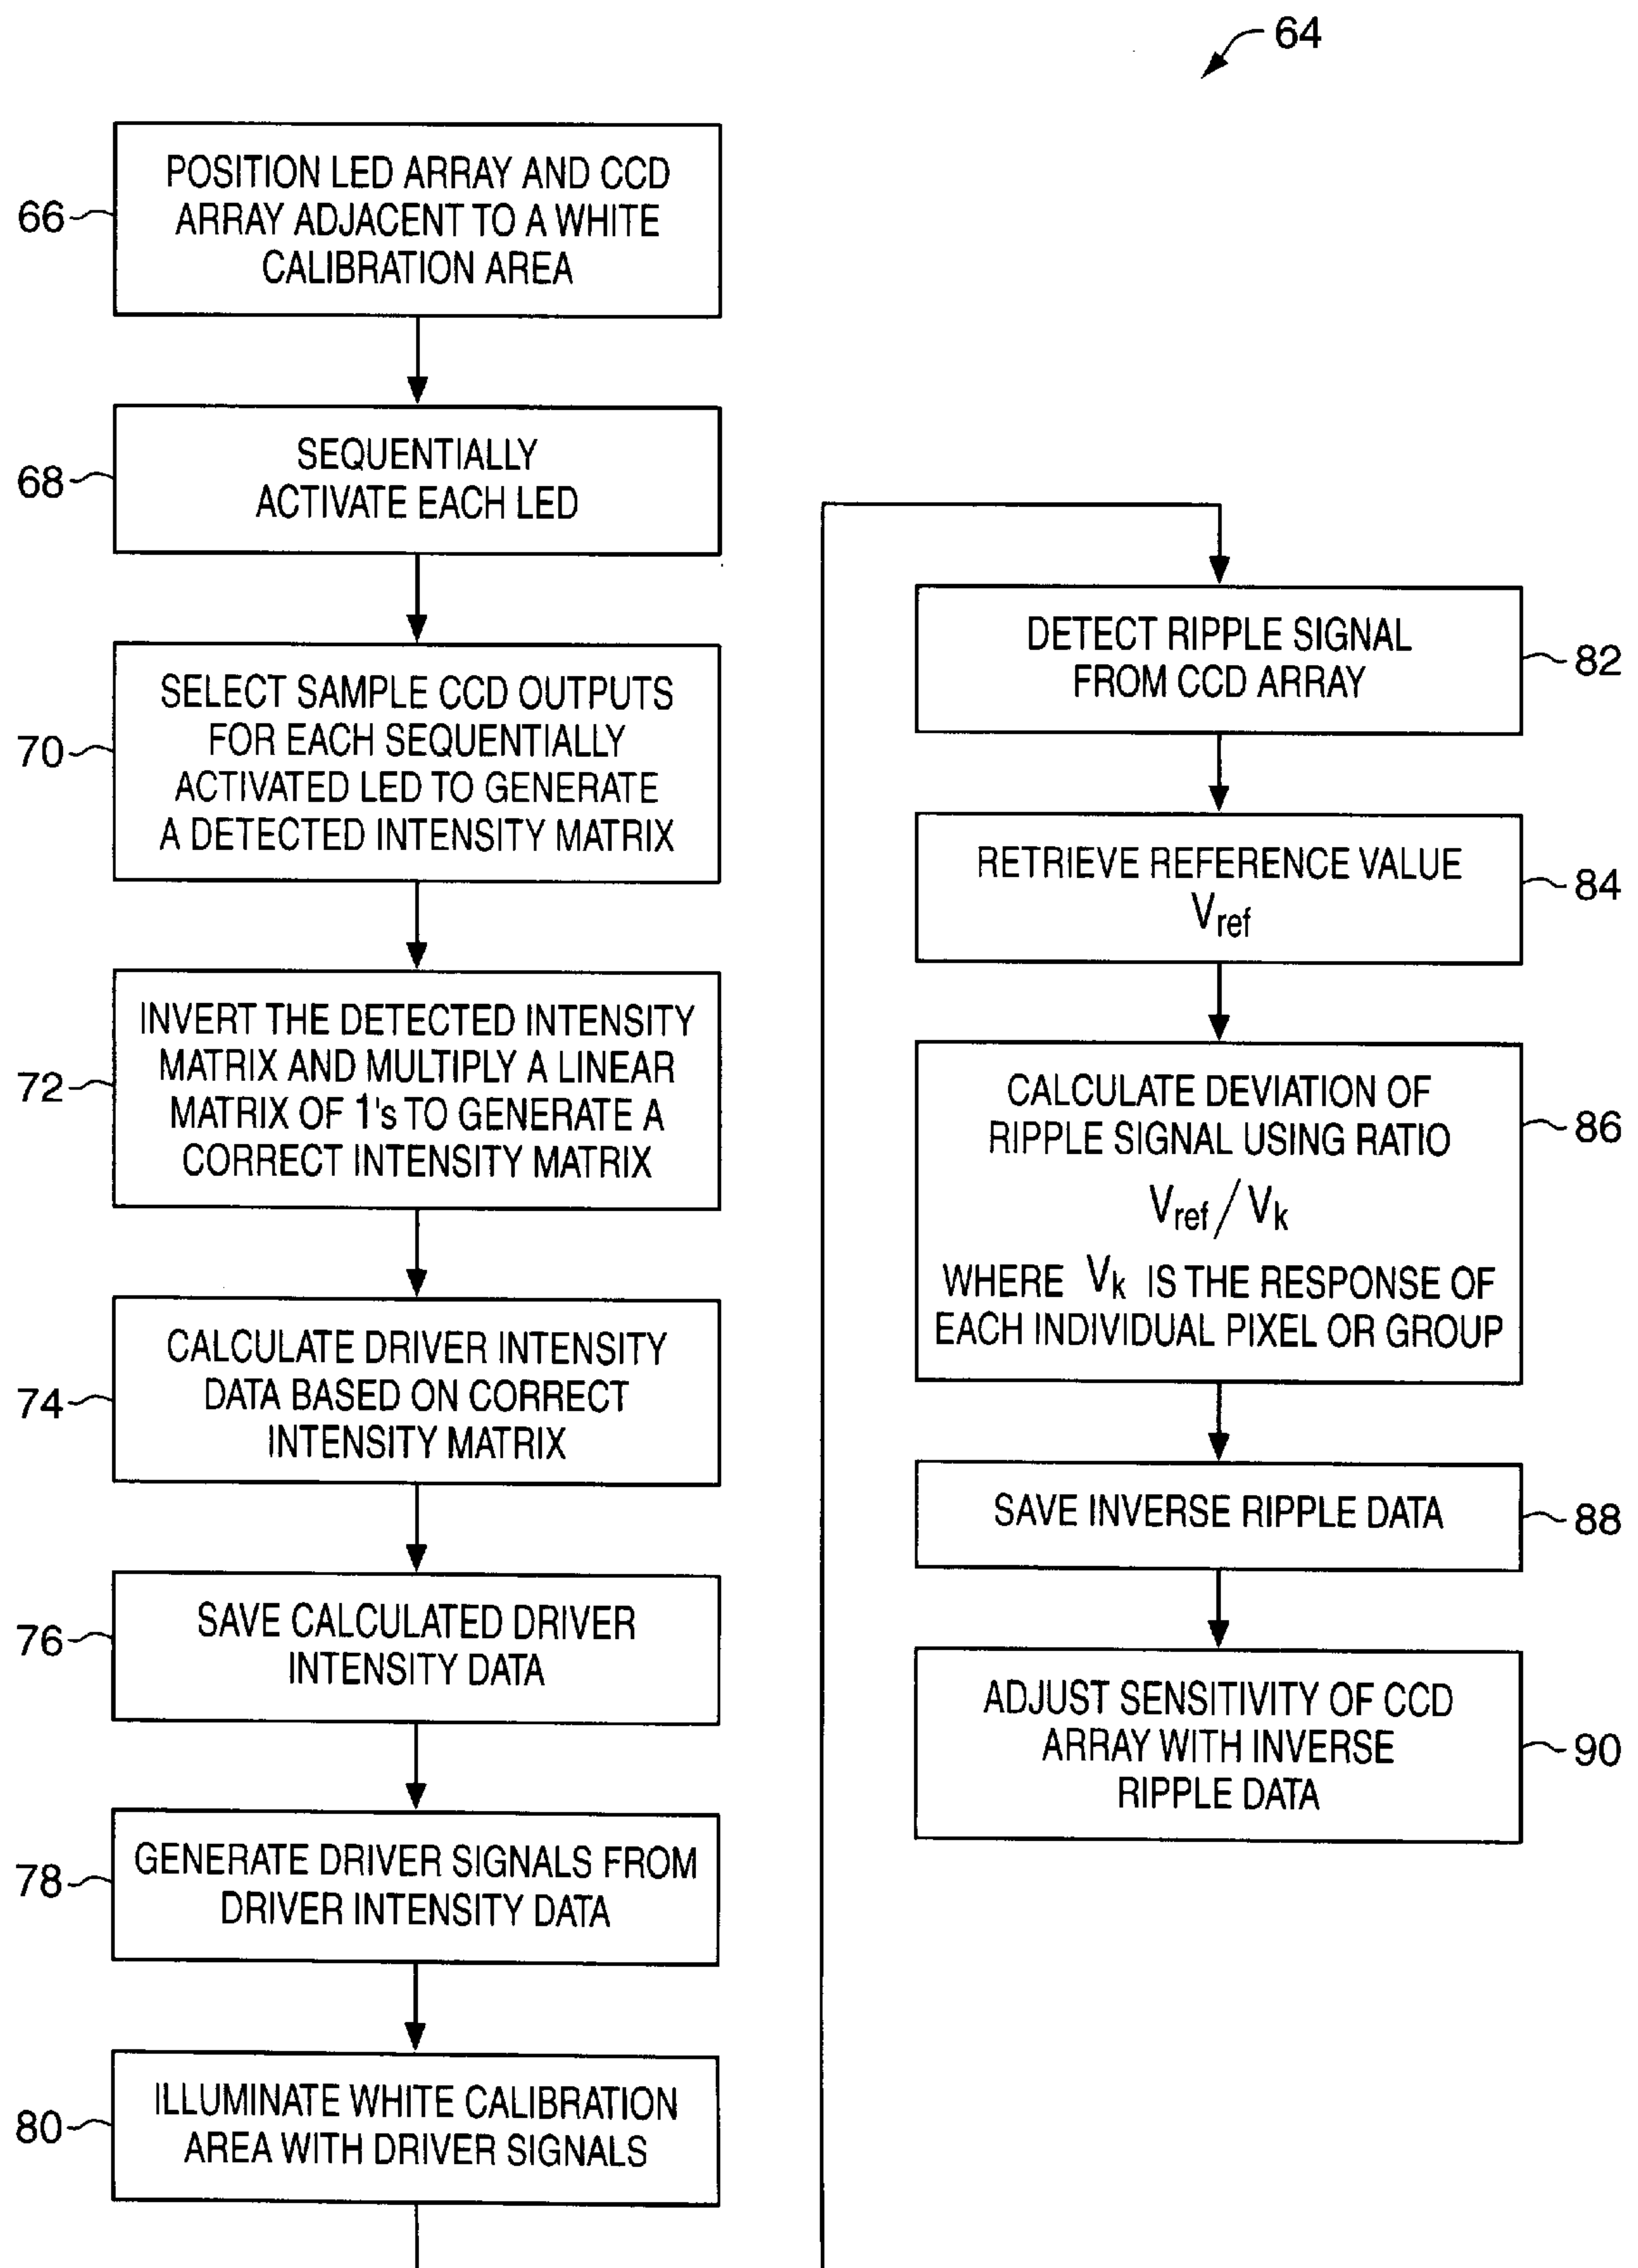 64
66
POSITION LED ARRAY AND CCD
ARRAY ADJACENT TO A WHITE
CALIBRATION AREA
68
SEQUENTIALLY
ACTIVATE EACH LED
70
SELECT SAMPLE CCD OUTPUTS
FOR EACH SEQUENTIALLY
ACTIVATED LED TO GENERATE
A DETECTED INTENSITY MATRIX
72
INVERT THE DETECTED INTENSITY
MATRIX AND MULTIPLY A LINEAR
MATRIX OF 1's TO GENERATE A
CORRECT INTENSITY MATRIX
74
CALCULATE DRIVER INTENSITY
DATA BASED ON CORRECT
INTENSITY MATRIX
76
SAVE CALCULATED DRIVER
INTENSITY DATA
78
GENERATE DRIVER SIGNALS FROM
DRIVER INTENSITY DATA
80
ILLUMINATE WHITE CALIBRATION
AREA WITH DRIVER SIGNALS
DETECT RIPPLE SIGNAL
FROM CCD ARRAY
82
RETRIEVE REFERENCE VALUE
Vref
84
CALCULATE DEVIATION OF
RIPPLE SIGNAL USING RATIO
Vref/Vk
WHERE Vk IS THE RESPONSE OF
EACH INDIVIDUAL PIXEL OR GROUP
86
SAVE INVERSE RIPPLE DATA
88
ADJUST SENSITIVITY OF CCD
ARRAY WITH INVERSE
RIPPLE DATA
90